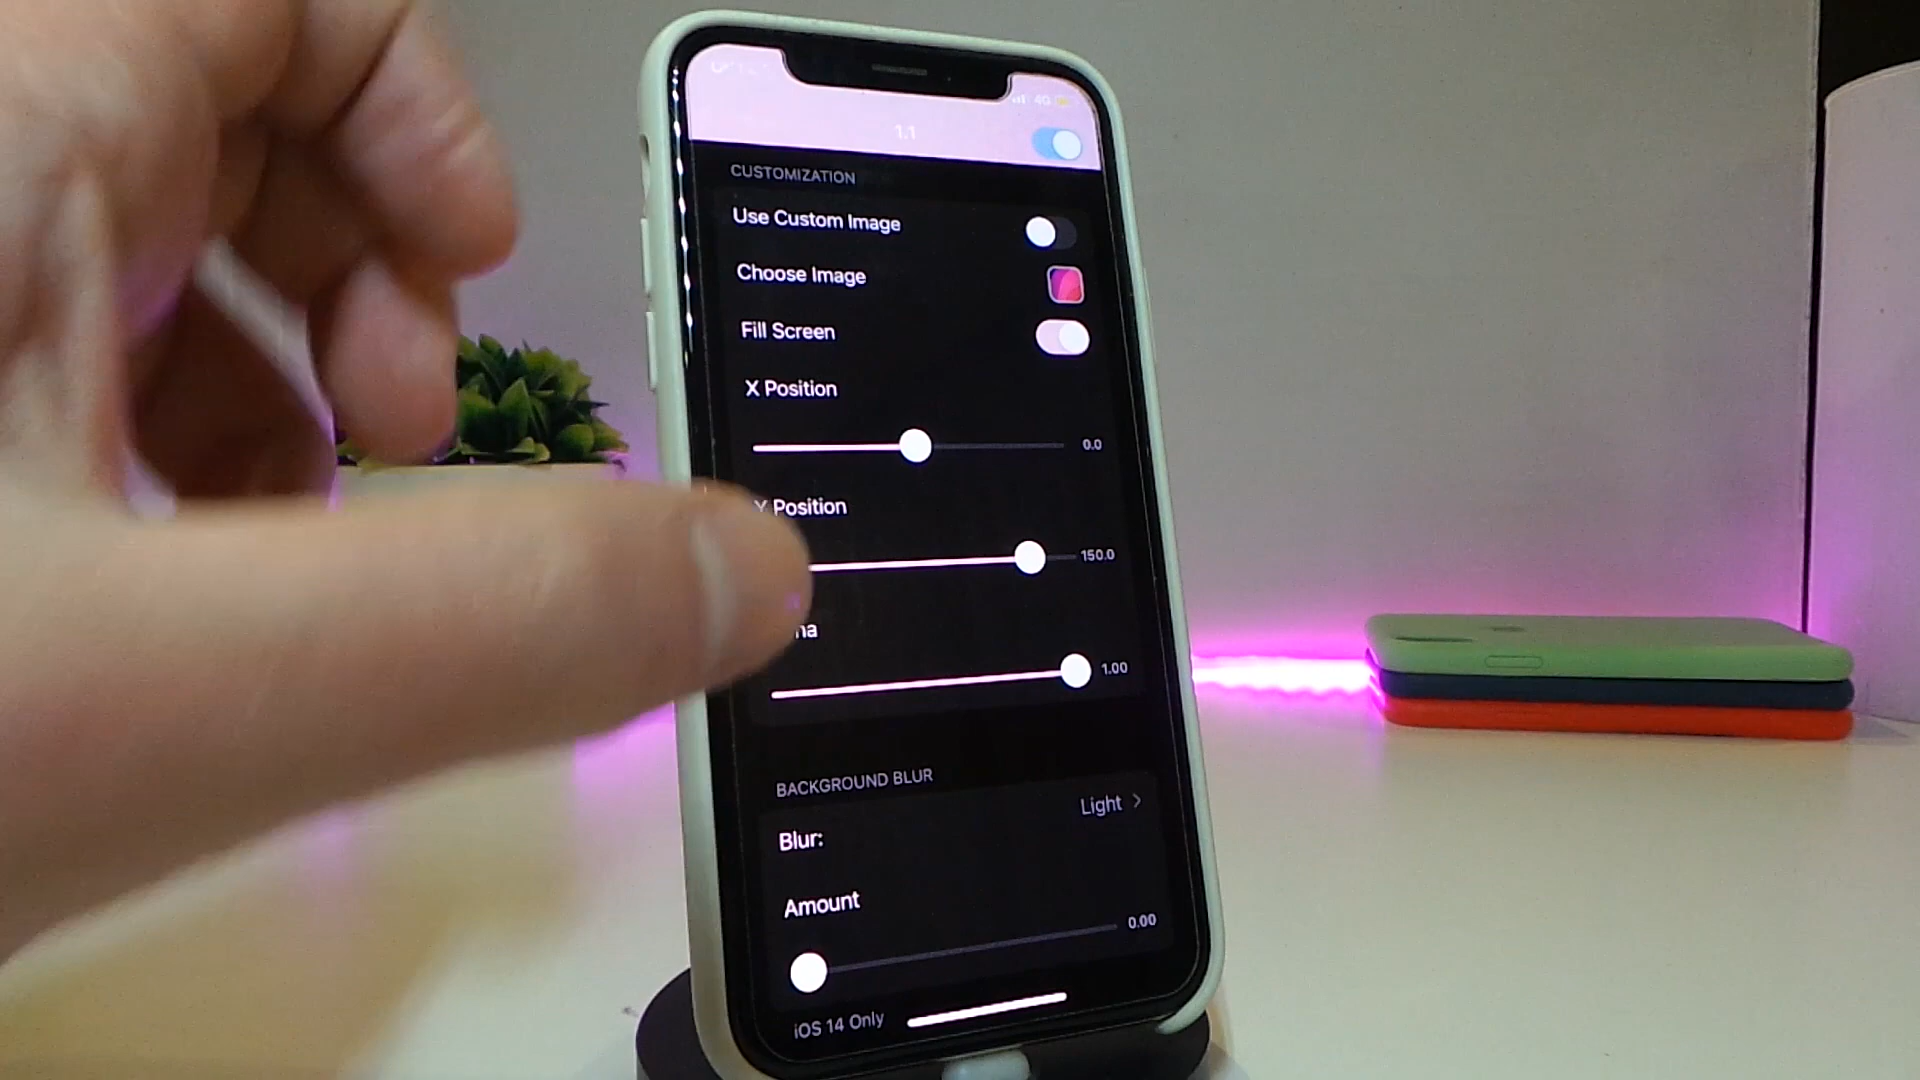 4G
1.1
CUSTOMIZATION
Use Custom Image
Choose Image
Fill Screen
X Position
0.0
Y Position
150.0
1.00
BACKGROUND BLUR
Blur:
Light >
Amount
0.00
iOS 14 Only